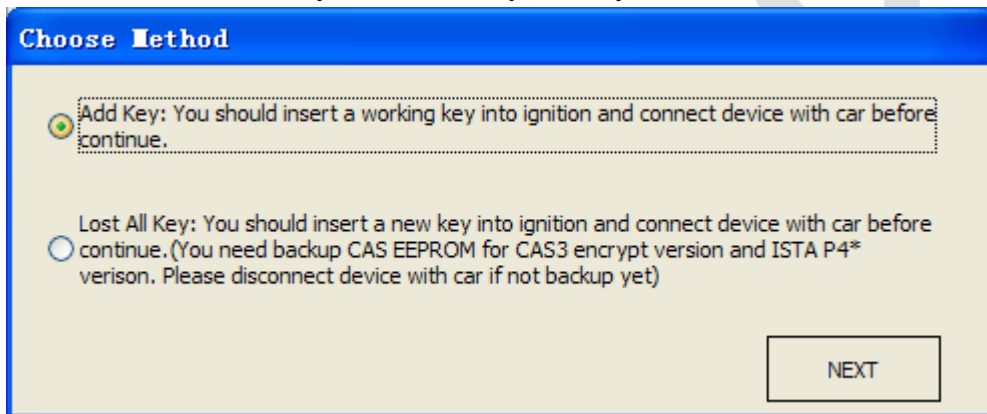 Choose Method
Add Key: You should insert a working key into ignition and connect device with car before
continue.
Lost All Key: You should insert a new key into ignition and connect device with car before
continue.(You need backup CAS EEPROM for CAS3 encrypt version and ISTA P4*
verison. Please disconnect device with car if not backup yet)
NEXT